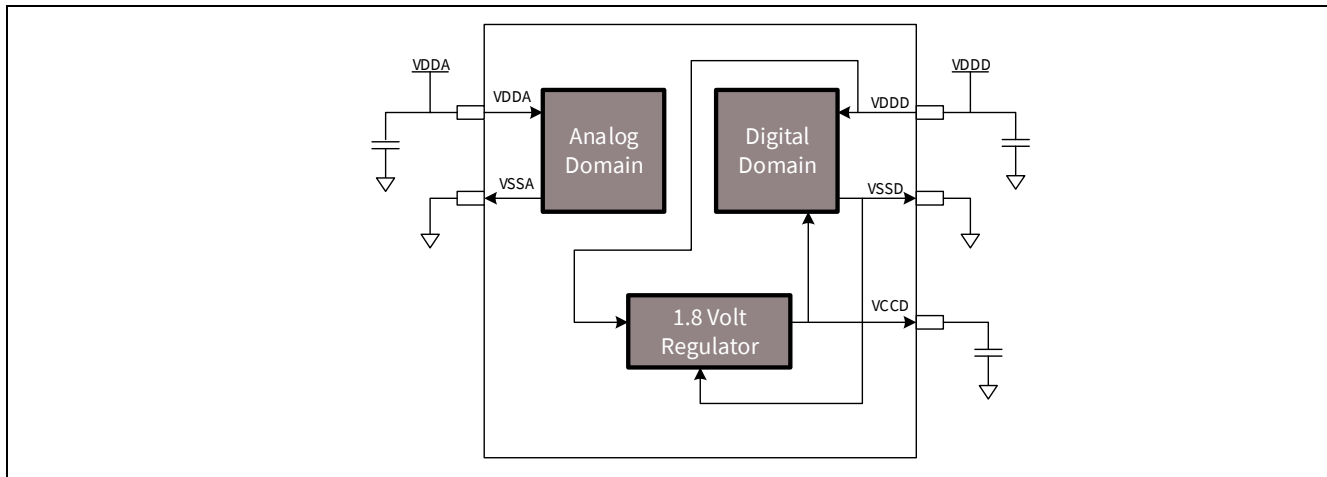 VDDA
VDDD
VDDA
VDDD
Analog
Domain
Digital
Domain
VSSA
VSSD
1.8 Volt
Regulator
VCCD